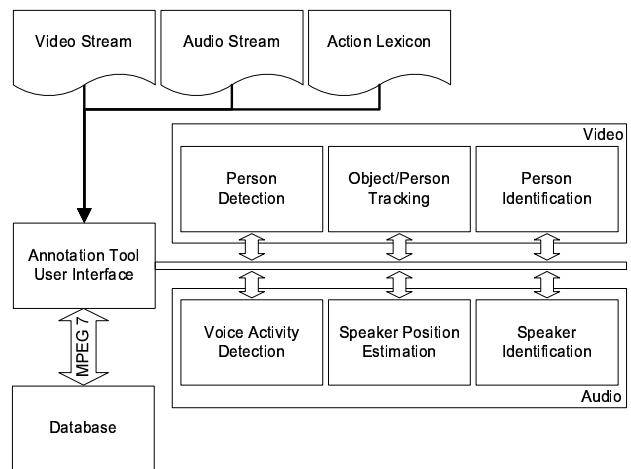 Video Stream
Audio Stream
Action Lexicon
Video
Person
Detection
Object/Person
Tracking
Person
Identification
Annotation Tool
User Interface
MPEG 7
Voice Activity
Detection
Speaker Position
Estimation
Speaker
Identification
Audio
Database